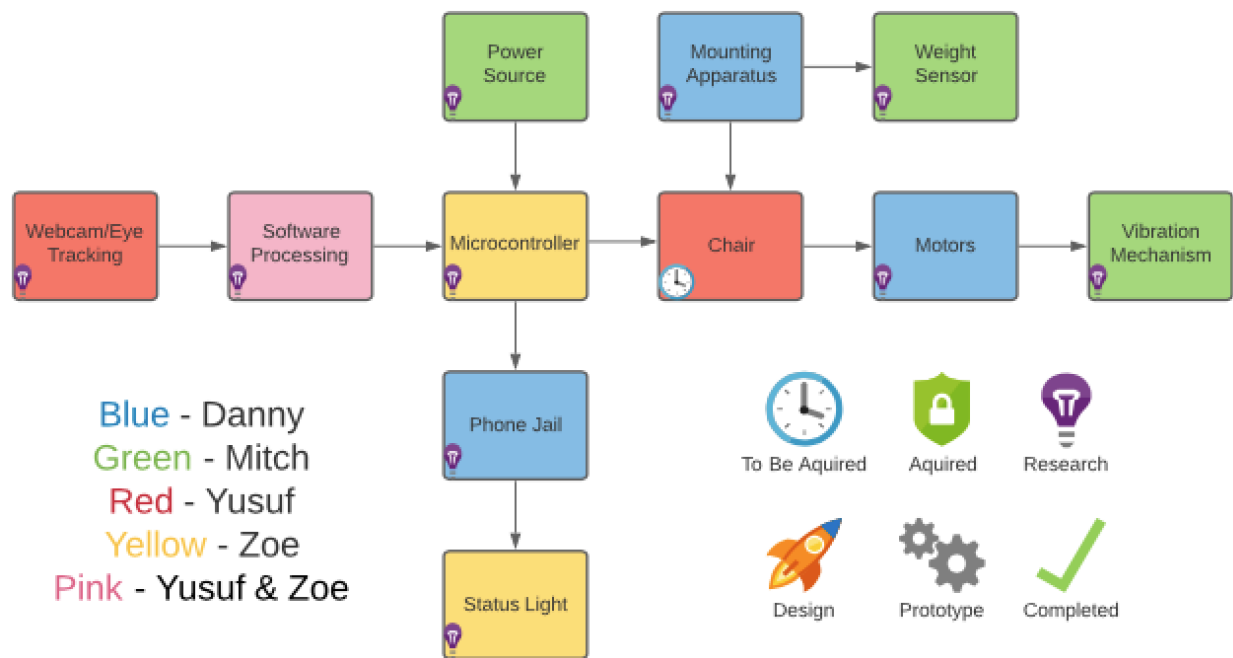 Power
Source
Mounting
Apparatus
Weight
Sensor
Webcam/Eye
Tracking
Software
Processing
Microcontroller
Chair
Motors
Vibration
Mechanism
Phone Jail
Status Light
Blue - Danny
Green - Mitch
Red - Yusuf
Yellow - Zoe
Pink - Yusuf & Zoe
To Be Aquired
Aquired
Research
Design
Prototype
Completed